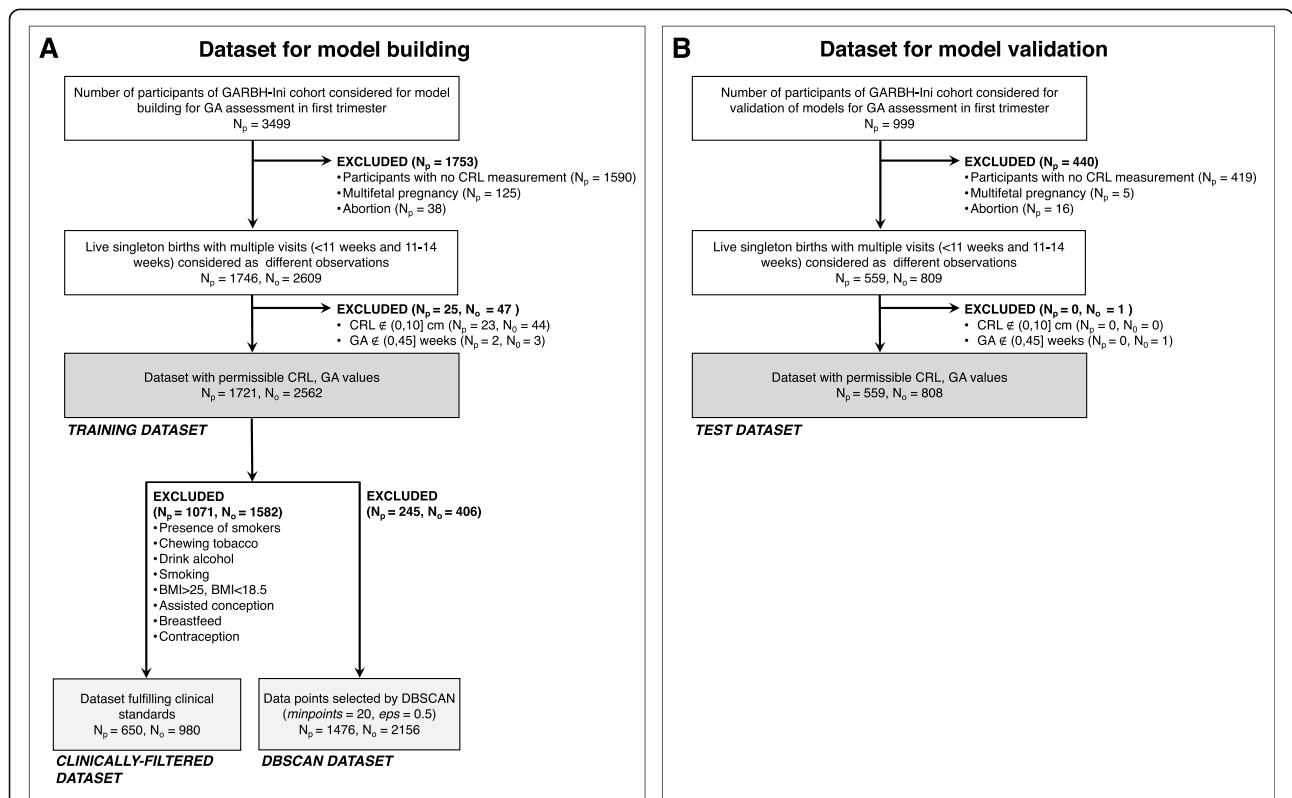 A
Dataset for model building
Number of participants of GARBH-Ini cohort considered for model
building for GA assessment in first trimester
Nₚ = 3499
EXCLUDED (Nₚ = 1753)
•Participants with no CRL measurement (Nₚ = 1590)
•Multifetal pregnancy (Nₚ = 125)
•Abortion (Nₚ = 38)
Live singleton births with multiple visits (<11 weeks and 11-14
weeks) considered as different observations
Nₚ = 1746, Nₒ = 2609
EXCLUDED (Nₚ = 25, Nₒ = 47 )
• CRL ∉ (0,10] cm (Nₚ = 23, N₀ = 44)
• GA ∉ (0,45] weeks (Nₚ = 2, N₀ = 3)
Dataset with permissible CRL, GA values
Nₚ = 1721, Nₒ = 2562
TRAINING DATASET
EXCLUDED
(Nₚ = 1071, Nₒ = 1582)
•Presence of smokers
•Chewing tobacco
•Drink alcohol
•Smoking
•BMI>25, BMI<18.5
•Assisted conception
•Breastfeed
•Contraception
EXCLUDED
(Nₚ = 245, Nₒ = 406)
Dataset fulfilling clinical
standards
Nₚ = 650, Nₒ = 980
CLINICALLY-FILTERED
DATASET
Data points selected by DBSCAN
(minpoints = 20, eps = 0.5)
Nₚ = 1476, Nₒ = 2156
DBSCAN DATASET
B
Dataset for model validation
Number of participants of GARBH-Ini cohort considered for
validation of models for GA assessment in first trimester
Nₚ = 999
EXCLUDED (Nₚ = 440)
•Participants with no CRL measurement (Nₚ = 419)
•Multifetal pregnancy (Nₚ = 5)
•Abortion (Nₚ = 16)
Live singleton births with multiple visits (<11 weeks and 11-14
weeks) considered as different observations
Nₚ = 559, Nₒ = 809
EXCLUDED (Nₚ = 0, Nₒ = 1 )
• CRL ∉ (0,10] cm (Nₚ = 0, N₀ = 0)
• GA ∉ (0,45] weeks (Nₚ = 0, N₀ = 1)
Dataset with permissible CRL, GA values
Nₚ = 559, Nₒ = 808
TEST DATASET